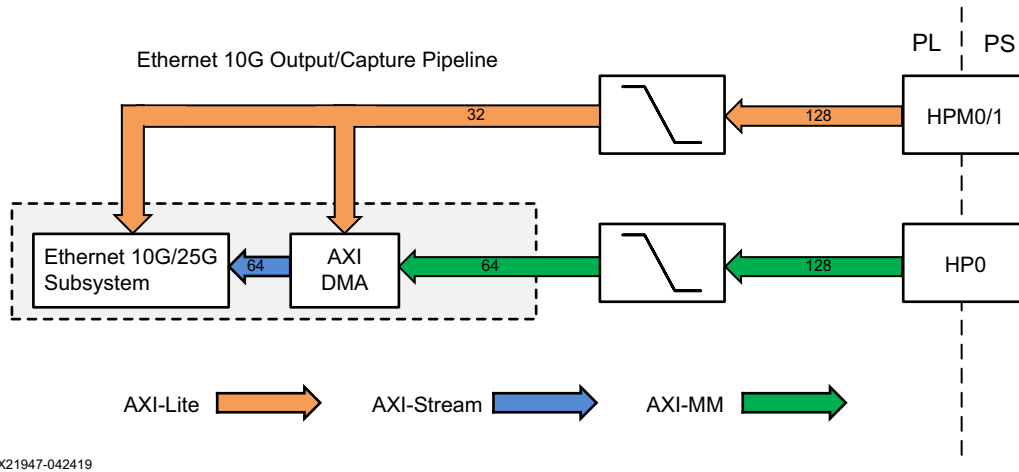 PL PS
Ethernet 10G Output/Capture Pipeline
32
128
HPM0/1
Ethernet 10G/25G
Subsystem
64
AXI
DMA
64
128
HP0
AXI-Lite
AXI-Stream
AXI-MM
X21947-042419